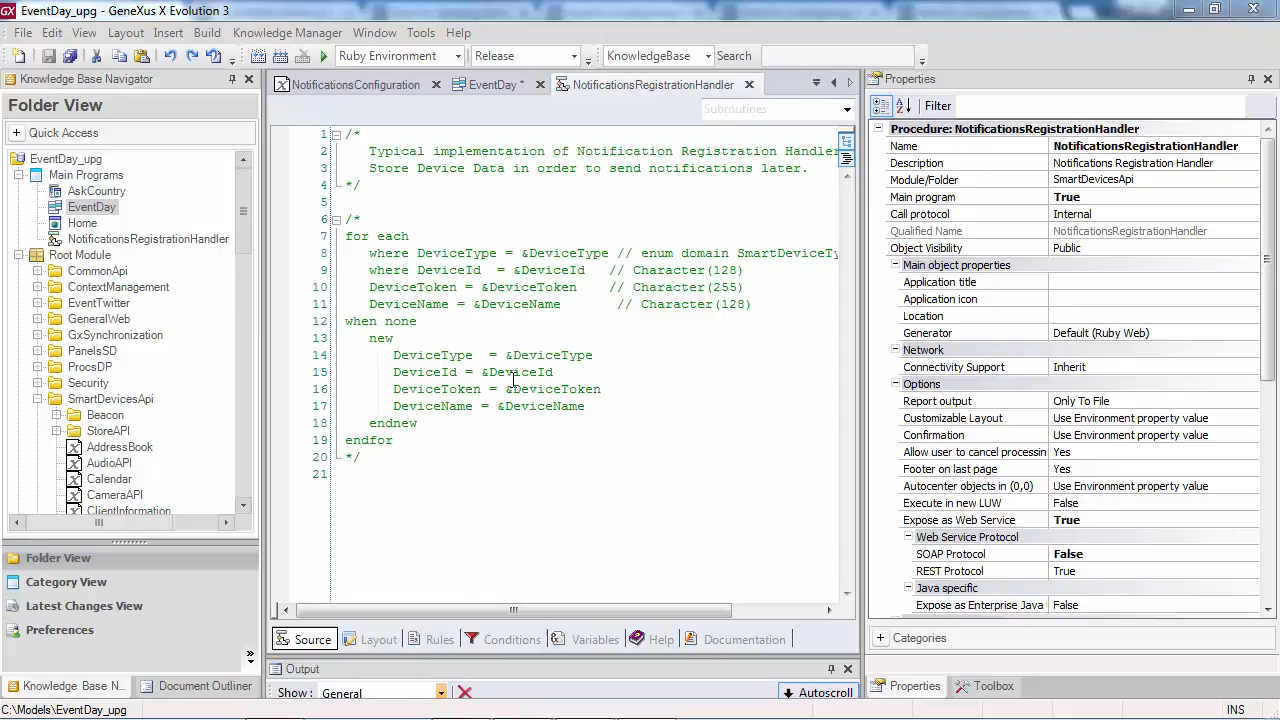 EventDay_upg - GeneXus X Evolution 3
File Edit View Layout Insert Build Knowledge Manager Window Tools Help
Ruby Environment Release KnowledgeBase Search
Knowledge Base Navigator
Folder View
Quick Access
EventDay_upg
Main Programs
AskCountry
EventDay
Home
NotificationsRegistrationHandler
Root Module
CommonApi
ContextManagement
EventTwitter
GeneralWeb
GxSynchronization
PanelsSD
ProcsDP
Security
SmartDevicesApi
Beacon
StoreAPI
AddressBook
AudioAPI
Calendar
CameraAPI
ClientInformation
Folder View
Category View
Latest Changes View
Preferences
Knowledge Base N... Document Outliner
NotificationsConfiguration EventDay * NotificationsRegistrationHandler
Subroutines
1 /*
2 Typical implementation of Notification Registration Handler
3 Store Device Data in order to send notifications later.
4 */
5
6 /*
7 for each
8 where DeviceType = &DeviceType // enum domain SmartDeviceTy
9 where DeviceId = &DeviceId // Character(128)
10 DeviceToken = &DeviceToken // Character(255)
11 DeviceName = &DeviceName // Character(128)
12 when none
13 new
14 DeviceType = &DeviceType
15 DeviceId = &DeviceId
16 DeviceToken = &DeviceToken
17 DeviceName = &DeviceName
18 endnew
19 endfor
20 */
21
Source Layout Rules Conditions Variables Help Documentation
Output
Show: General Autoscroll
Properties
Filter
Procedure: NotificationsRegistrationHandler
Name NotificationsRegistrationHandler
Description Notifications Registration Handler
Module/Folder SmartDevicesApi
Main program True
Call protocol Internal
Qualified Name NotificationsRegistrationHandler
Object Visibility Public
Main object properties
Application title
Application icon
Location
Generator Default (Ruby Web)
Network
Connectivity Support Inherit
Options
Report output Only To File
Customizable Layout Use Environment property value
Confirmation Use Environment property value
Allow user to cancel processin Yes
Footer on last page Yes
Autocenter objects in (0,0) Use Environment property value
Execute in new LUW False
Expose as Web Service True
Web Service Protocol
SOAP Protocol False
REST Protocol True
Java specific
Expose as Enterprise Java False
Categories
Properties Toolbox
C:\Models\EventDay_upg INS